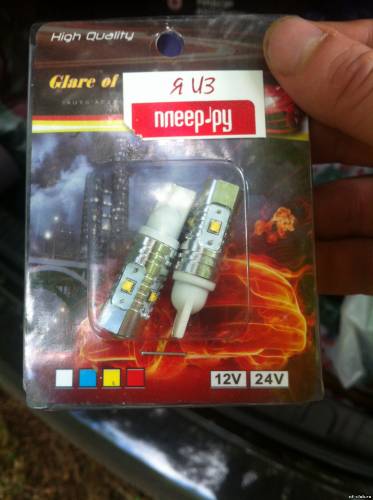 High Quality
Glare of
Я ИЗ
плеер.ру
12V 24V